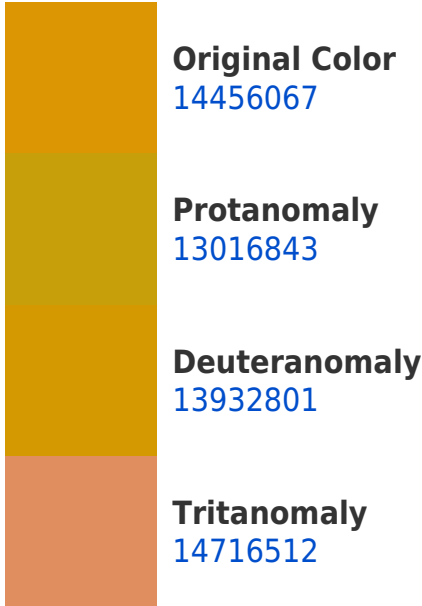 Original Color
14456067
Protanomaly
13016843
Deuteranomaly
13932801
Tritanomaly
14716512